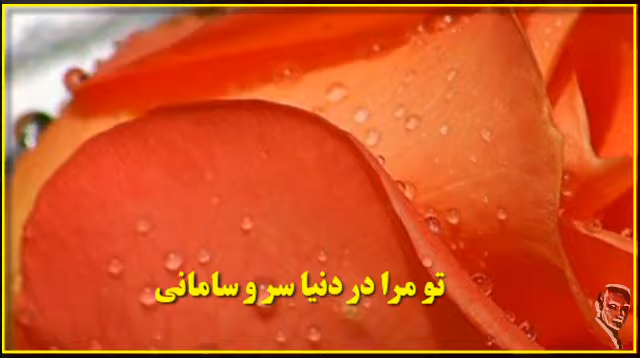 تو مرا در دنیا سر و سامانی